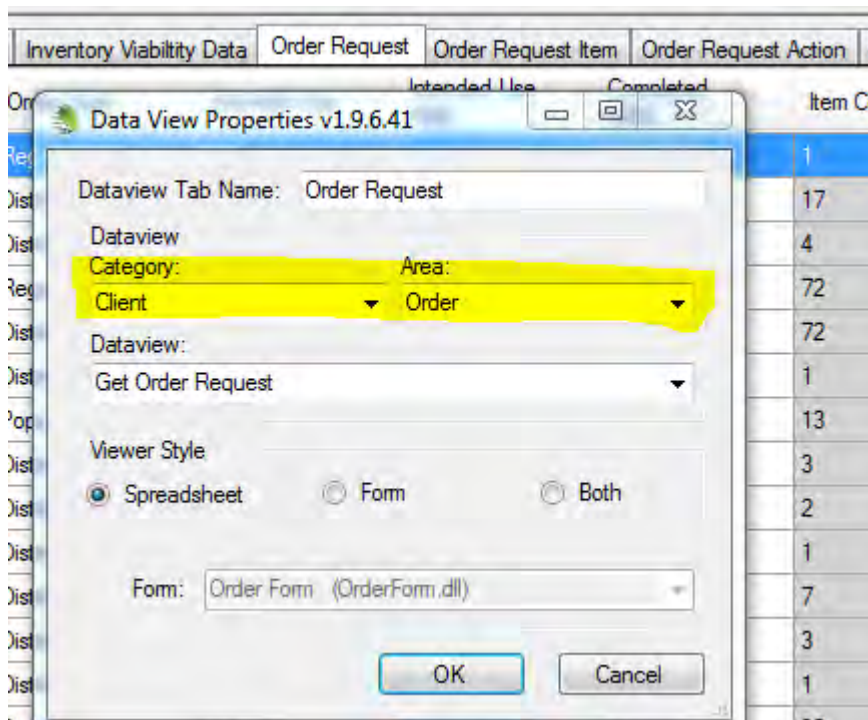 Inventory Viabiltity Data Order Request Order Request Item Order Request Action
Intended Use Completed Item C
Data View Properties v1.9.6.41
Dataview Tab Name: Order Request
Dataview
Category: Area:
Client Order
Dataview:
Get Order Request
Viewer Style
Spreadsheet Form Both
Form: Order Form (OrderForm.dll)
OK Cancel
1
17
4
72
72
1
13
3
2
1
7
3
1